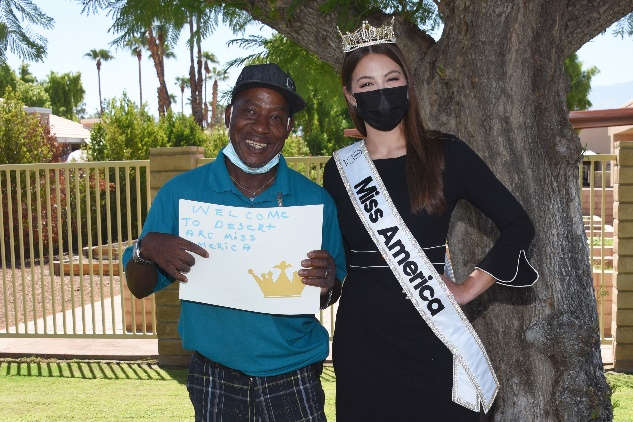 WELCOME
TO DESERT
ARC MISS
AMERICA
Miss America